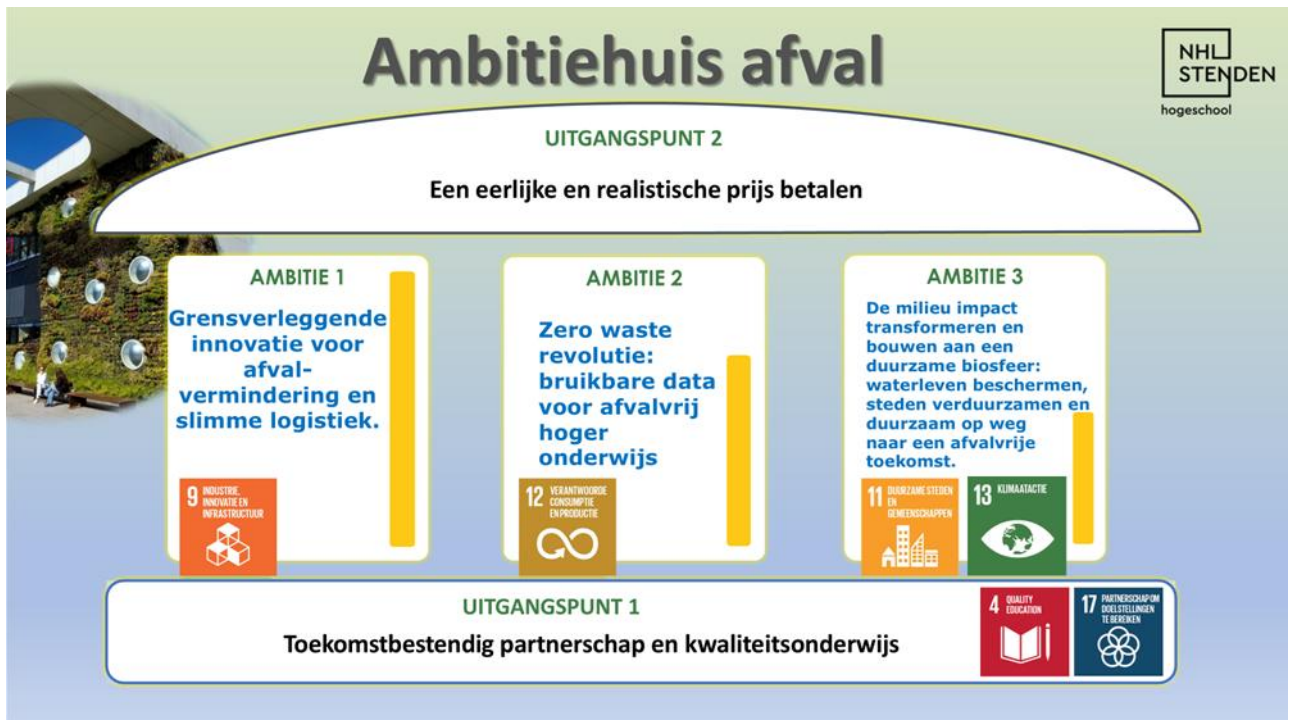 Ambitiehuis afval
NHL
STENDEN
hogeschool
UITGANGSPUNT 2
Een eerlijke en realistische prijs betalen
AMBITIE 1
Grensverleggende
innovatie voor
afval-
vermindering en
slimme logistiek.
9 INDUSTRIE,
INNOVATIE EN
INFRASTRUCTUUR
AMBITIE 2
Zero waste
revolutie:
bruikbare data
voor afvalvrij
hoger
onderwijs
12 VERANTWOORDE
CONSUMPTIE
EN PRODUCTIE
AMBITIE 3
De milieu impact
transformeren en
bouwen aan een
duurzame biosfeer:
waterleven beschermen,
steden verduurzamen en
duurzaam op weg
naar een afvalvrije
toekomst.
11 DUURZAME STEDEN
EN
GEMEENSCHAPPEN
13 KLIMAATACTIE
UITGANGSPUNT 1
Toekomstbestendig partnerschap en kwaliteitsonderwijs
4 QUALITY
EDUCATION
17 PARTNERSCHAP OM
DOELSTELLINGEN
TE BEREIKEN